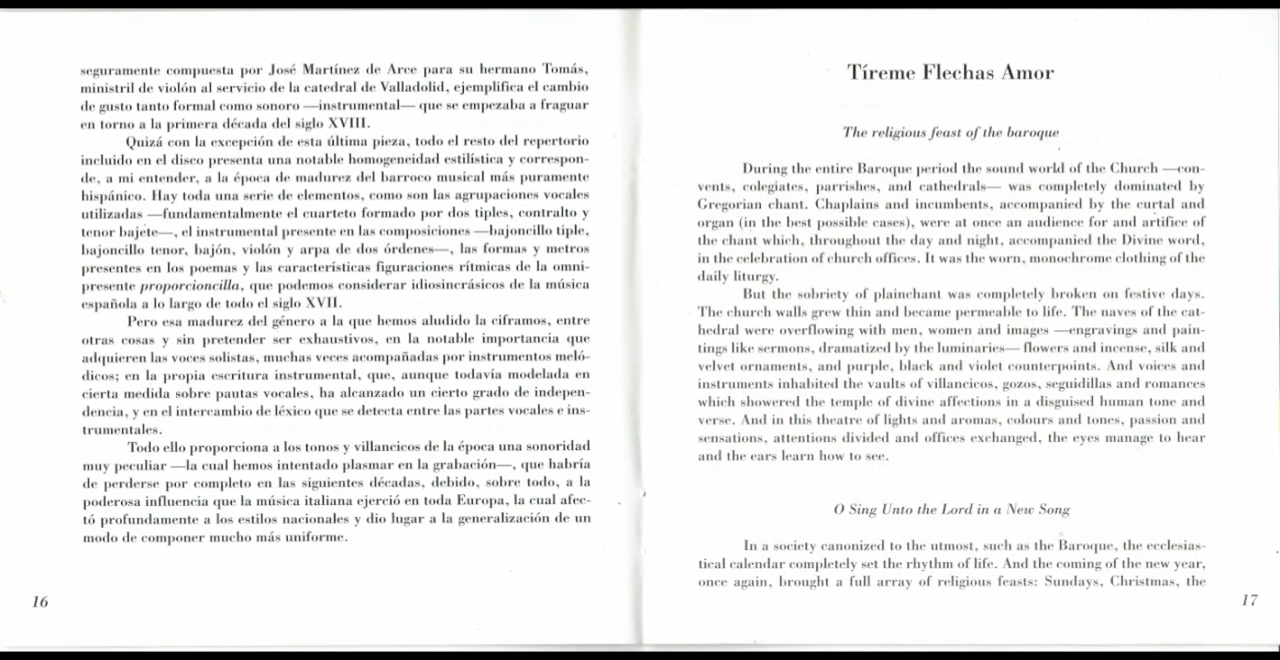 seguramente compuesta por José Martínez de Arce para su hermano Tomás,
ministril de violón al servicio de la catedral de Valladolid, ejemplifica el cambio
de gusto tanto formal como sonoro —instrumental— que se empezaba a fraguar
en torno a la primera década del siglo XVIII.
Quizá con la excepción de esta última pieza, todo el resto del repertorio
incluido en el disco presenta una notable homogeneidad estilística y correspon-
de, a mi entender, a la época de madurez del barroco musical más puramente
hispánico. Hay toda una serie de elementos, como son las agrupaciones vocales
utilizadas —fundamentalmente el cuarteto formado por dos tiples, contralto y
tenor bajete—, el instrumental presente en las composiciones —bajoncillo tiple,
bajoncillo tenor, bajón, violón y arpa de dos órdenes—, las formas y metros
presentes en los poemas y las características figuraciones rítmicas de la omni-
presente proporcioncilla, que podemos considerar idiosincrásicos de la música
española a lo largo de todo el siglo XVII.
Pero esa madurez del género a la que hemos aludido la ciframos, entre
otras cosas y sin pretender ser exhaustivos, en la notable importancia que
adquieren las voces solistas, muchas veces acompañadas por instrumentos meló-
dicos; en la propia escritura instrumental, que, aunque todavía modelada en
cierta medida sobre pautas vocales, ha alcanzado un cierto grado de indepen-
dencia, y en el intercambio de léxico que se detecta entre las partes vocales e ins-
trumentales.
Todo ello proporciona a los tonos y villancicos de la época una sonoridad
muy peculiar —la cual hemos intentado plasmar en la grabación—, que habría
de perderse por completo en las siguientes décadas, debido, sobre todo, a la
poderosa influencia que la música italiana ejerció en toda Europa, la cual afec-
tó profundamente a los estilos nacionales y dio lugar a la generalización de un
modo de componer mucho más uniforme.
16
Tíreme Flechas Amor
The religious feast of the baroque
During the entire Baroque period the sound world of the Church —con-
vents, colegiates, parrishes, and cathedrals— was completely dominated by
Gregorian chant. Chaplains and incumbents, accompanied by the curtal and
organ (in the best possible cases), were at once an audience for and artifice of
the chant which, throughout the day and night, accompanied the Divine word,
in the celebration of church offices. It was the worn, monochrome clothing of the
daily liturgy.
But the sobriety of plainchant was completely broken on festive days.
The church walls grew thin and became permeable to life. The naves of the cat-
hedral were overflowing with men, women and images —engravings and pain-
tings like sermons, dramatized by the luminaries— flowers and incense, silk and
velvet ornaments, and purple, black and violet counterpoints. And voices and
instruments inhabited the vaults of villancicos, gozos, seguidillas and romances
which showered the temple of divine affections in a disguised human tone and
verse. And in this theatre of lights and aromas, colours and tones, passion and
sensations, attentions divided and offices exchanged, the eyes manage to hear
and the ears learn how to see.
O Sing Unto the Lord in a New Song
In a society canonized to the utmost, such as the Baroque, the ecclesias-
tical calendar completely set the rhythm of life. And the coming of the new year,
once again, brought a full array of religious feasts: Sundays, Christmas, the
17